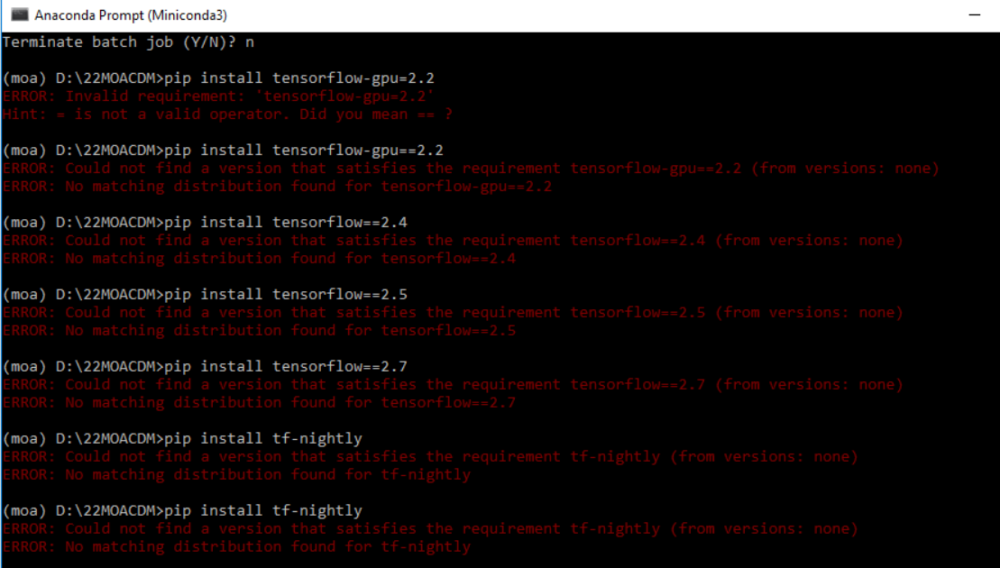 Anaconda Prompt (Miniconda3)
Terminate batch job (Y/N)? n
(moa) D:\22MOACDM>pip install tensorflow-gpu=2.2
ERROR: Invalid requirement: 'tensorflow-gpu=2.2'
Hint: = is not a valid operator. Did you mean == ?
(moa) D:\22MOACDM>pip install tensorflow-gpu==2.2
ERROR: Could not find a version that satisfies the requirement tensorflow-gpu==2.2 (from versions: none)
ERROR: No matching distribution found for tensorflow-gpu==2.2
(moa) D:\22MOACDM>pip install tensorflow==2.4
ERROR: Could not find a version that satisfies the requirement tensorflow==2.4 (from versions: none)
ERROR: No matching distribution found for tensorflow==2.4
(moa) D:\22MOACDM>pip install tensorflow==2.5
ERROR: Could not find a version that satisfies the requirement tensorflow==2.5 (from versions: none)
ERROR: No matching distribution found for tensorflow==2.5
(moa) D:\22MOACDM>pip install tensorflow==2.7
ERROR: Could not find a version that satisfies the requirement tensorflow==2.7 (from versions: none)
ERROR: No matching distribution found for tensorflow==2.7
(moa) D:\22MOACDM>pip install tf-nightly
ERROR: Could not find a version that satisfies the requirement tf-nightly (from versions: none)
ERROR: No matching distribution found for tf-nightly
(moa) D:\22MOACDM>pip install tf-nightly
ERROR: Could not find a version that satisfies the requirement tf-nightly (from versions: none)
ERROR: No matching distribution found for tf-nightly